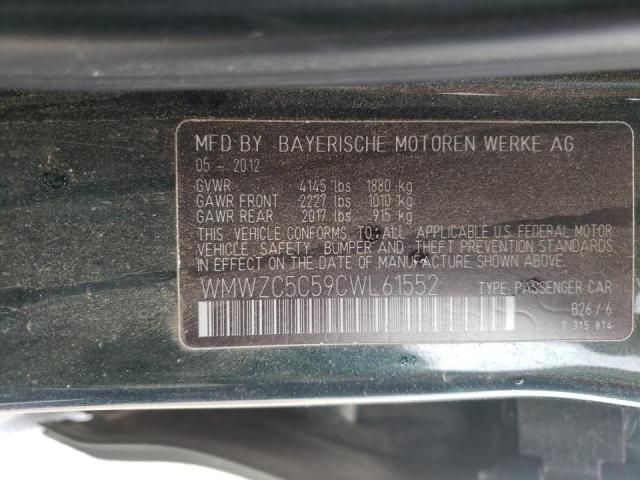 MFD BY BAYERISCHE MOTOREN WERKE AG
05 - 2012
GVWR 4145 lbs 1880 kg
GAWR FRONT 2227 lbs 1010 kg
GAWR REAR 2017 lbs 915 kg
THIS VEHICLE CONFORMS TO ALL APPLICABLE U.S. FEDERAL MOTOR
VEHICLE SAFETY, BUMPER AND THEFT PREVENTION STANDARDS
IN EFFECT ON THE DATE OF MANUFACTURE SHOWN ABOVE.
WMWZC5C59CWL61552 TYPE: PASSENGER CAR
B26 / 6
7 315 814